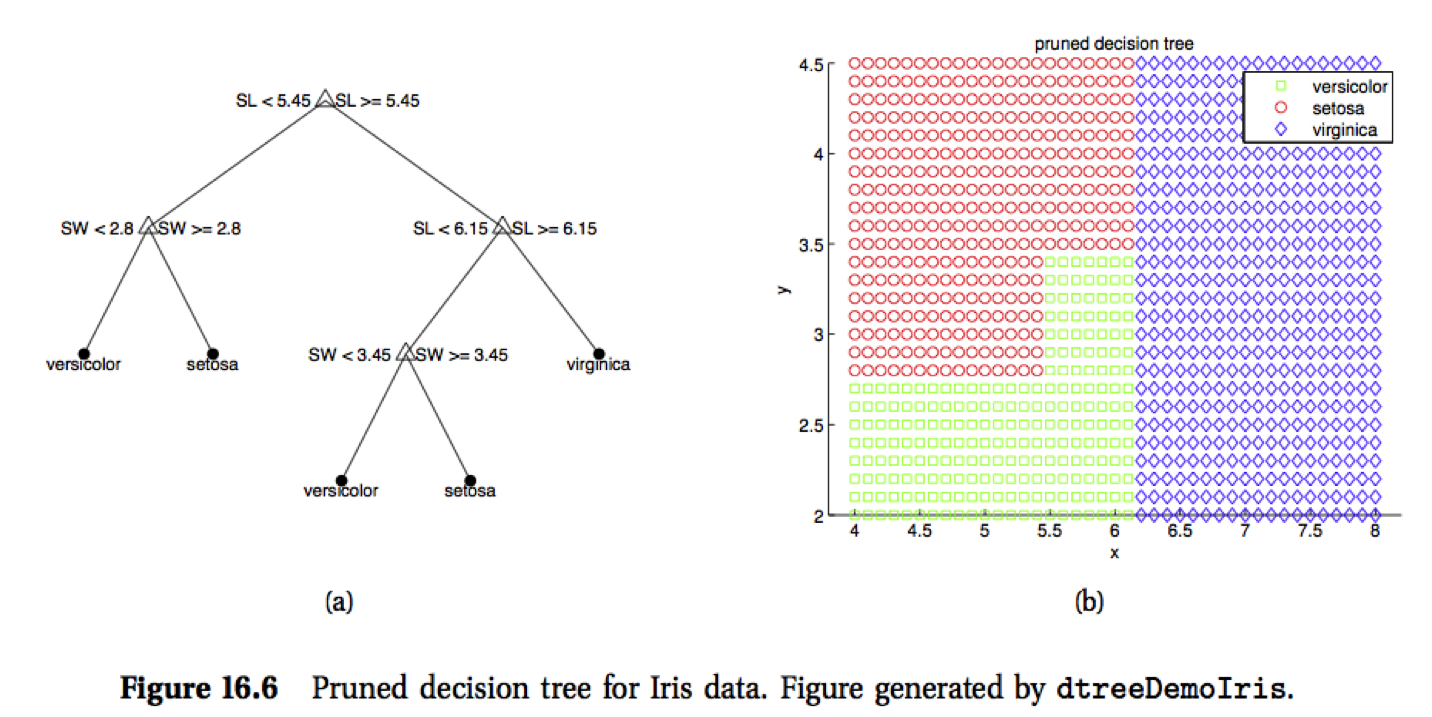 SL < 5.45 SL >= 5.45
SW < 2.8 SW >= 2.8
SL < 6.15 SL >= 6.15
versicolor
setosa
SW < 3.45 SW >= 3.45
virginica
versicolor
setosa
(a)
pruned decision tree
versicolor
setosa
virginica
4.5
4
3.5
3
2.5
2
y
4 4.5 5 5.5 6 6.5 7 7.5 8
x
(b)
Figure 16.6 Pruned decision tree for Iris data. Figure generated by dtreeDemoIris.